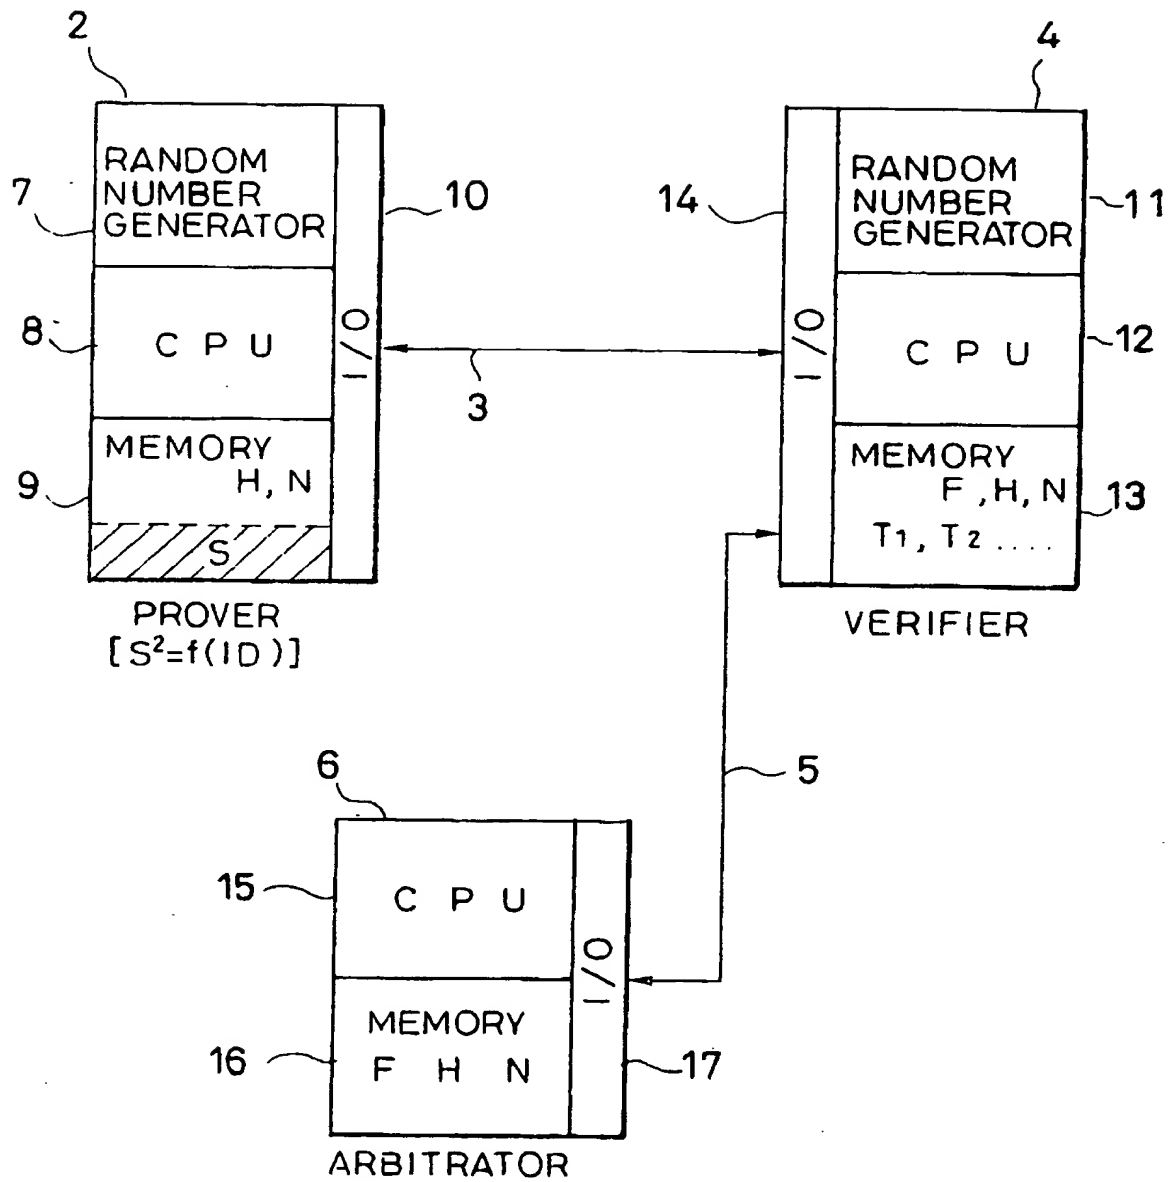 2
4
RANDOM
NUMBER
GENERATOR
7
10
14
RANDOM
NUMBER
GENERATOR
11
8
C P U
I/O
3
I/O
C P U
12
MEMORY
H, N
9
S
MEMORY
F, H, N
T1, T2 ....
13
PROVER
[S²=f(ID)]
VERIFIER
6
5
15
C P U
I/O
MEMORY
F H N
16
17
ARBITRATOR